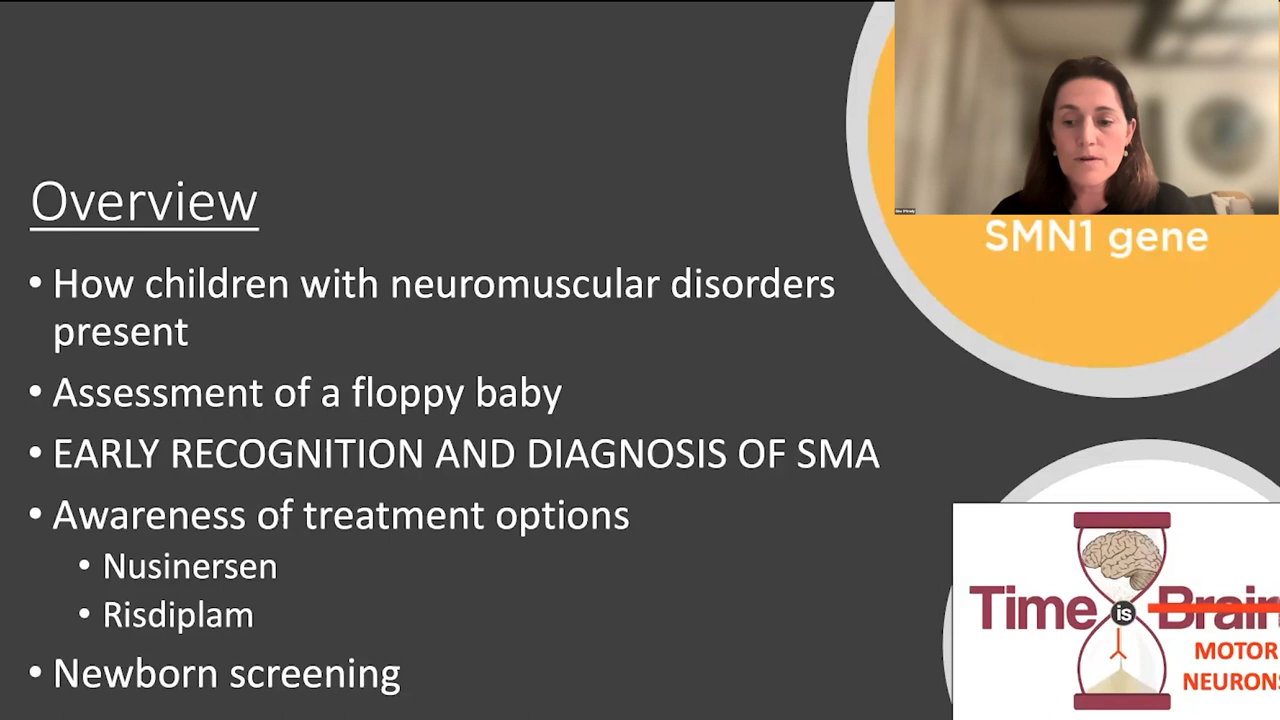 SMN1 gene
Overview
• How children with neuromuscular disorders
present
• Assessment of a floppy baby
• EARLY RECOGNITION AND DIAGNOSIS OF SMA
• Awareness of treatment options
• Nusinersen
• Risdiplam
• Newborn screening
Time is Brain
MOTOR
NEURONS